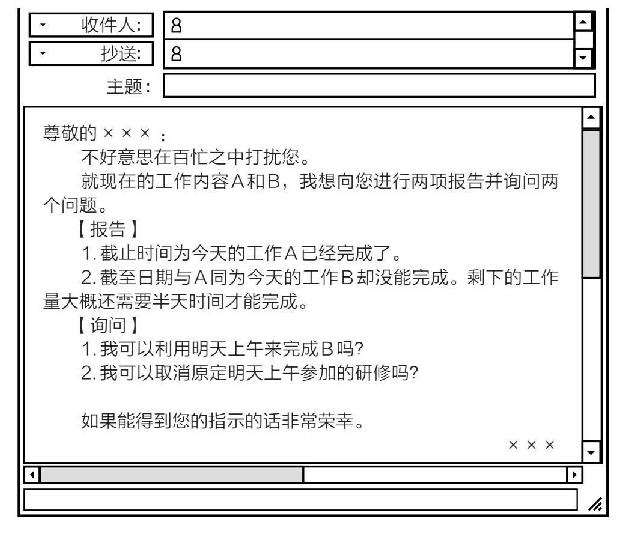 收件人: 8
抄送: 8
主题:
尊敬的×××:
不好意思在百忙之中打扰您。
就现在的工作内容A和B,我想向您进行两项报告并询问两
个问题。
【报告】
1.截止时间为今天的工作A已经完成了。
2.截至日期与A同为今天的工作B却没能完成。剩下的工作
量大概还需要半天时间才能完成。
【询问】
1.我可以利用明天上午来完成B吗?
2.我可以取消原定明天上午参加的研修吗?
如果能得到您的指示的话非常荣幸。
×××